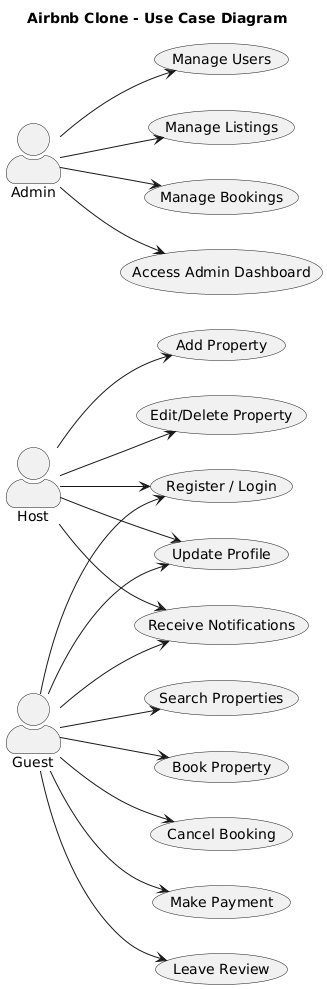 Airbnb Clone - Use Case Diagram
Manage Users
Manage Listings
Admin
Manage Bookings
Access Admin Dashboard
Add Property
Edit/Delete Property
Register / Login
Host
Update Profile
Receive Notifications
Search Properties
Guest
Book Property
Cancel Booking
Make Payment
Leave Review